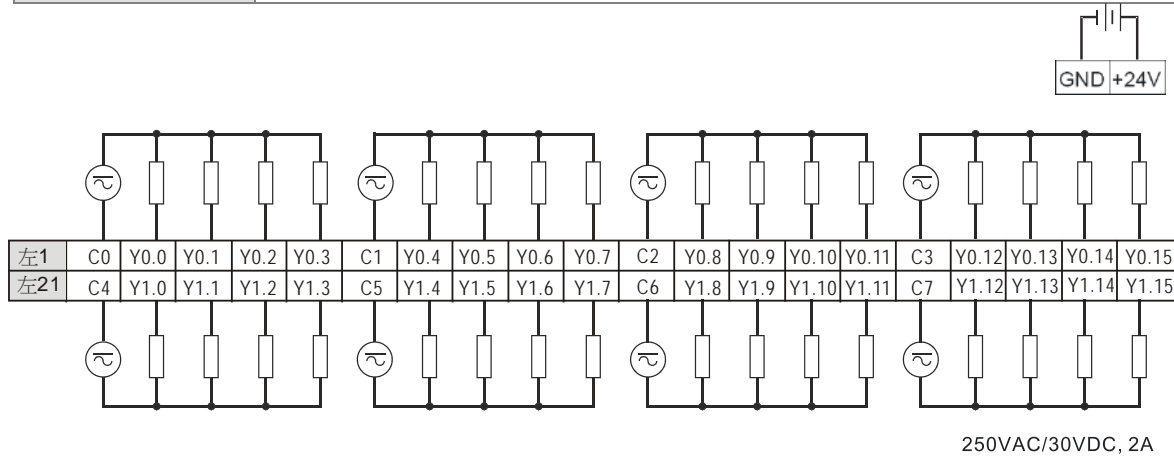 GND +24V
左1 C0 Y0.0 Y0.1 Y0.2 Y0.3 C1 Y0.4 Y0.5 Y0.6 Y0.7 C2 Y0.8 Y0.9 Y0.10 Y0.11 C3 Y0.12 Y0.13 Y0.14 Y0.15
左21 C4 Y1.0 Y1.1 Y1.2 Y1.3 C5 Y1.4 Y1.5 Y1.6 Y1.7 C6 Y1.8 Y1.9 Y1.10 Y1.11 C7 Y1.12 Y1.13 Y1.14 Y1.15
250VAC/30VDC, 2A